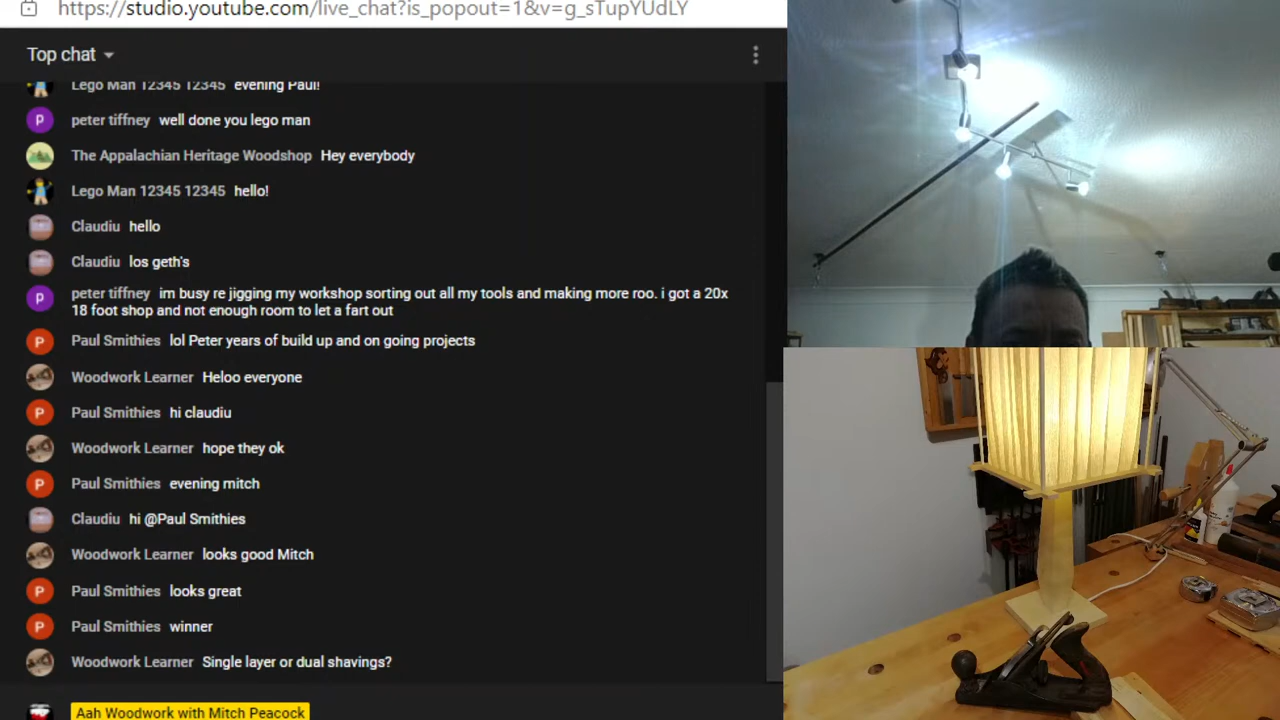 https://studio.youtube.com/live_chat?is_popout=1&v=g_sTupYUdLY
Top chat
Lego Man 12345 12345 evening Paul!
P peter tiffney well done you lego man
The Appalachian Heritage Woodshop Hey everybody
Lego Man 12345 12345 hello!
Claudiu hello
Claudiu los geth's
P peter tiffney im busy re jigging my workshop sorting out all my tools and making more roo. i got a 20x
18 foot shop and not enough room to let a fart out
P Paul Smithies lol Peter years of build up and on going projects
Woodwork Learner Heloo everyone
P Paul Smithies hi claudiu
Woodwork Learner hope they ok
P Paul Smithies evening mitch
Claudiu hi @Paul Smithies
Woodwork Learner looks good Mitch
P Paul Smithies looks great
P Paul Smithies winner
Woodwork Learner Single layer or dual shavings?
Aah Woodwork with Mitch Peacock